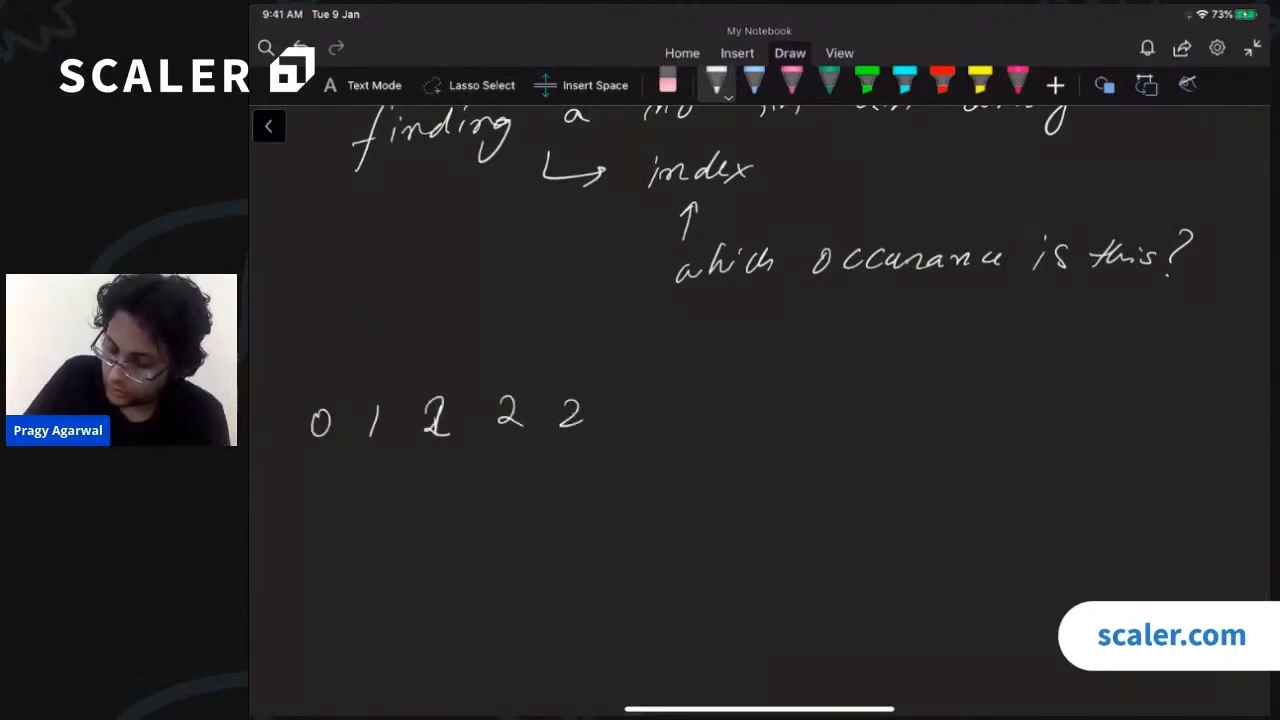 9:41 AM Tue 9 Jan
73%
My Notebook
SCALER
Home Insert Draw View
Text Mode Lasso Select Insert Space
finding a
index
which occurance is this?
Pragy Agarwal
0 1 2 2 2
scaler.com